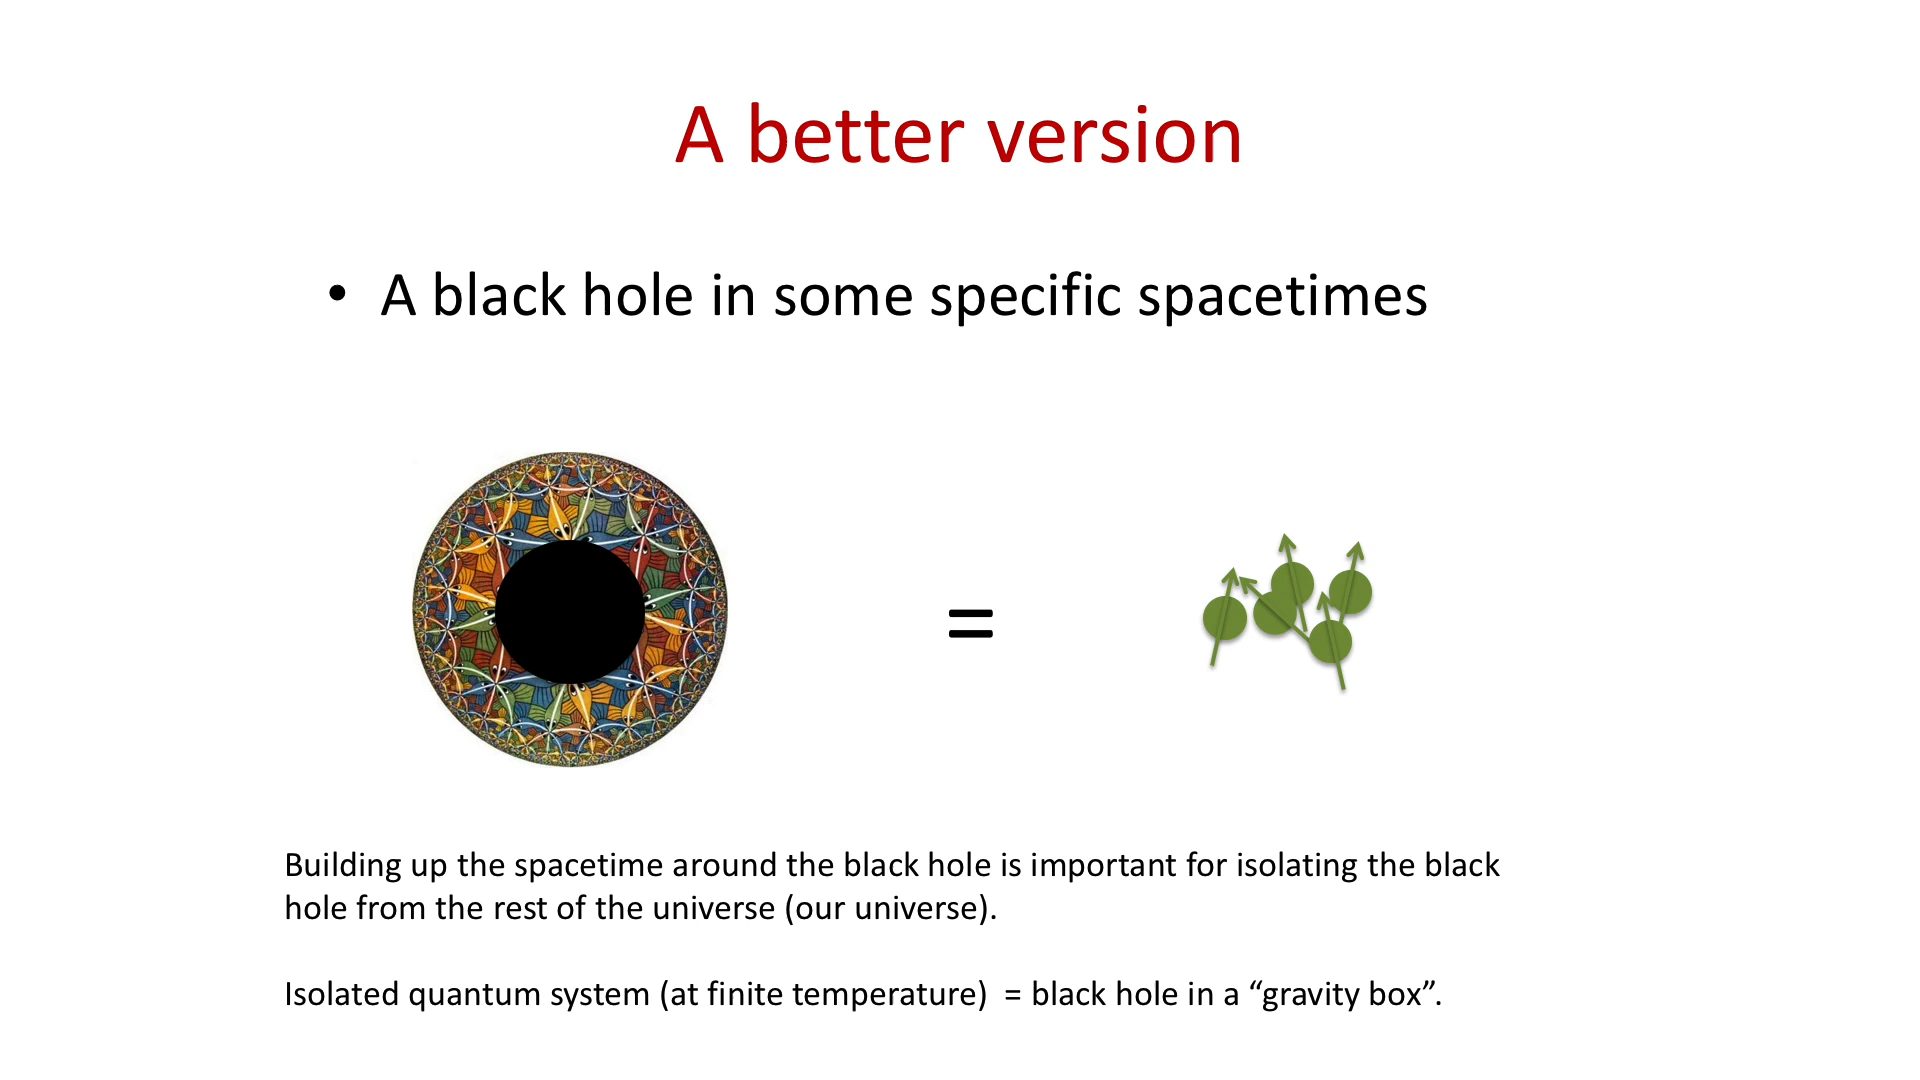 A better version
• A black hole in some specific spacetimes
=
Building up the spacetime around the black hole is important for isolating the black
hole from the rest of the universe (our universe).
Isolated quantum system (at finite temperature)  = black hole in a “gravity box”.